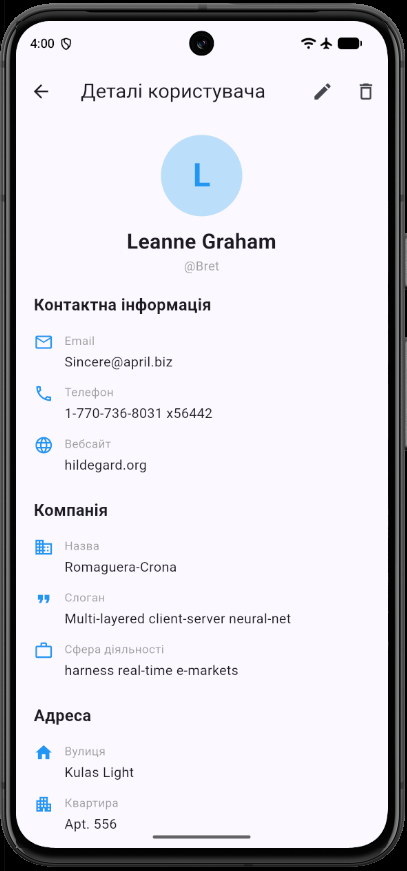 4:00
Деталі користувача
L
Leanne Graham
@Bret
Контактна інформація
Email
Sincere@april.biz
Телефон
1-770-736-8031 x56442
Вебсайт
hildegard.org
Компанія
Назва
Romaguera-Crona
Слоган
Multi-layered client-server neural-net
Сфера діяльності
harness real-time e-markets
Адреса
Вулиця
Kulas Light
Квартира
Apt. 556